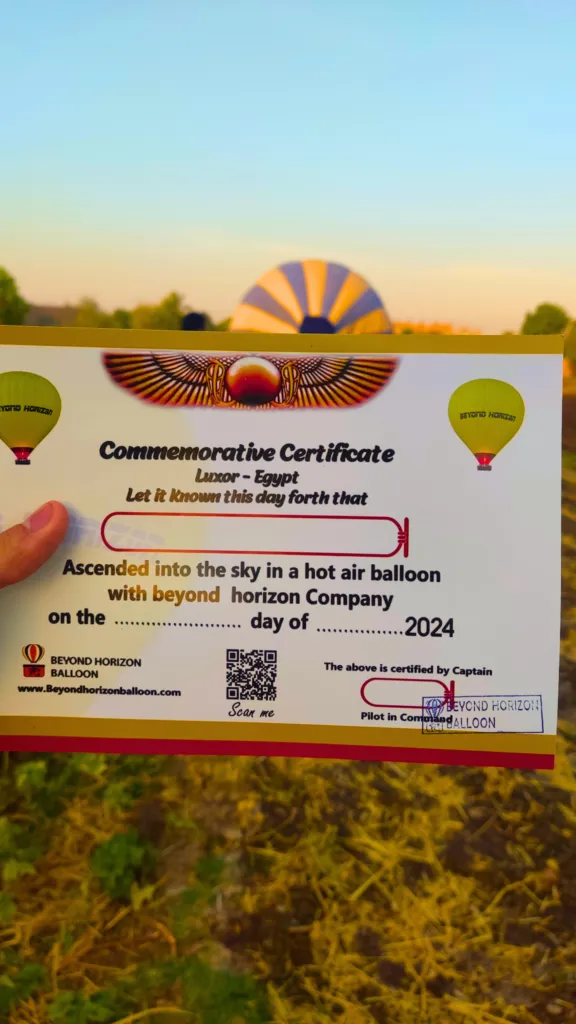 BEYOND HORIZON
BEYOND HORIZON
Commemorative Certificate
Luxor - Egypt
Let it Known this day forth that
Ascended into the sky in a hot air balloon
with beyond horizon Company
on the ..................... day of ...............2024
BEYOND HORIZON
BALLOON
www.Beyondhorizonballoon.com
Scan me
The above is certified by Captain
Pilot in Command
BEYOND HORIZON
BALLOON